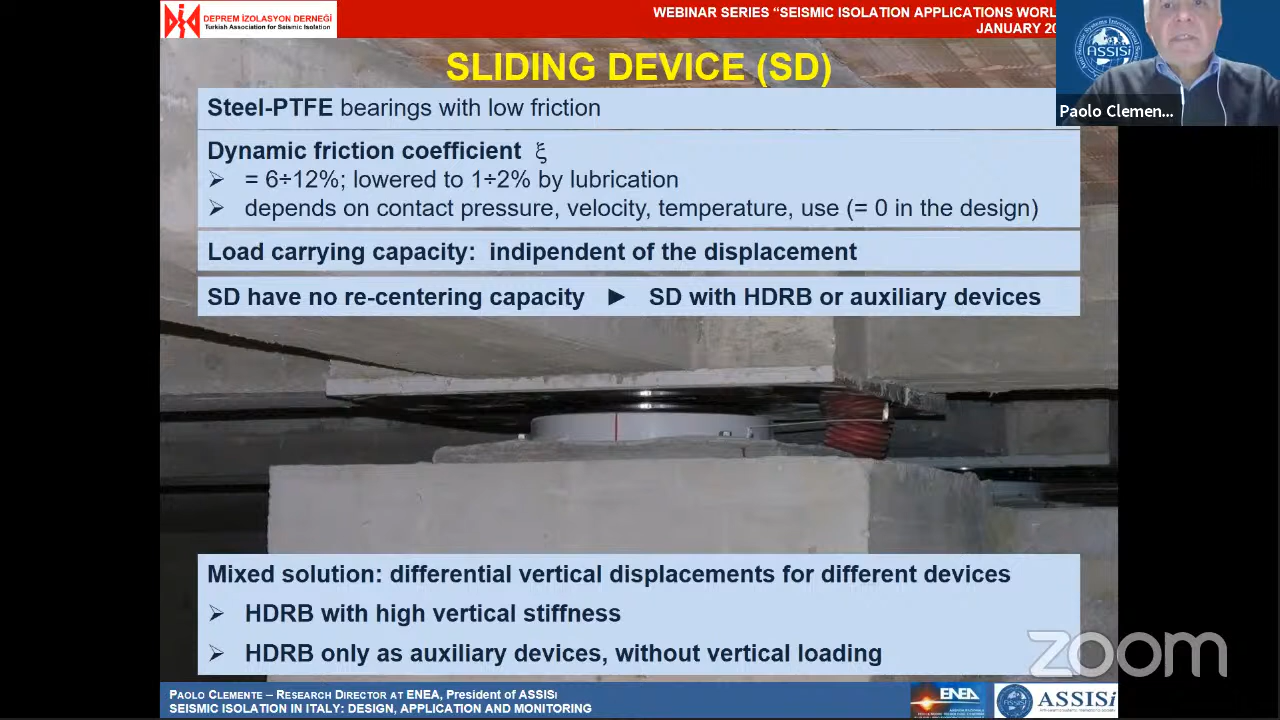 DEPREM İZOLASYON DERNEĞİ
Turkish Association for Seismic Isolation
WEBINAR SERIES “SEISMIC ISOLATION APPLICATIONS WORL
JANUARY 20
ASSISi
Paolo Clemen...
SLIDING DEVICE (SD)
Steel-PTFE bearings with low friction
Dynamic friction coefficient ξ
➢ = 6÷12%; lowered to 1÷2% by lubrication
➢ depends on contact pressure, velocity, temperature, use (= 0 in the design)
Load carrying capacity: indipendent of the displacement
SD have no re-centering capacity ► SD with HDRB or auxiliary devices
Mixed solution: differential vertical displacements for different devices
➢ HDRB with high vertical stiffness
➢ HDRB only as auxiliary devices, without vertical loading
zoom
PAOLO CLEMENTE – RESEARCH DIRECTOR AT ENEA, President of ASSISi
SEISMIC ISOLATION IN ITALY: DESIGN, APPLICATION AND MONITORING
ENEA
ASSISi